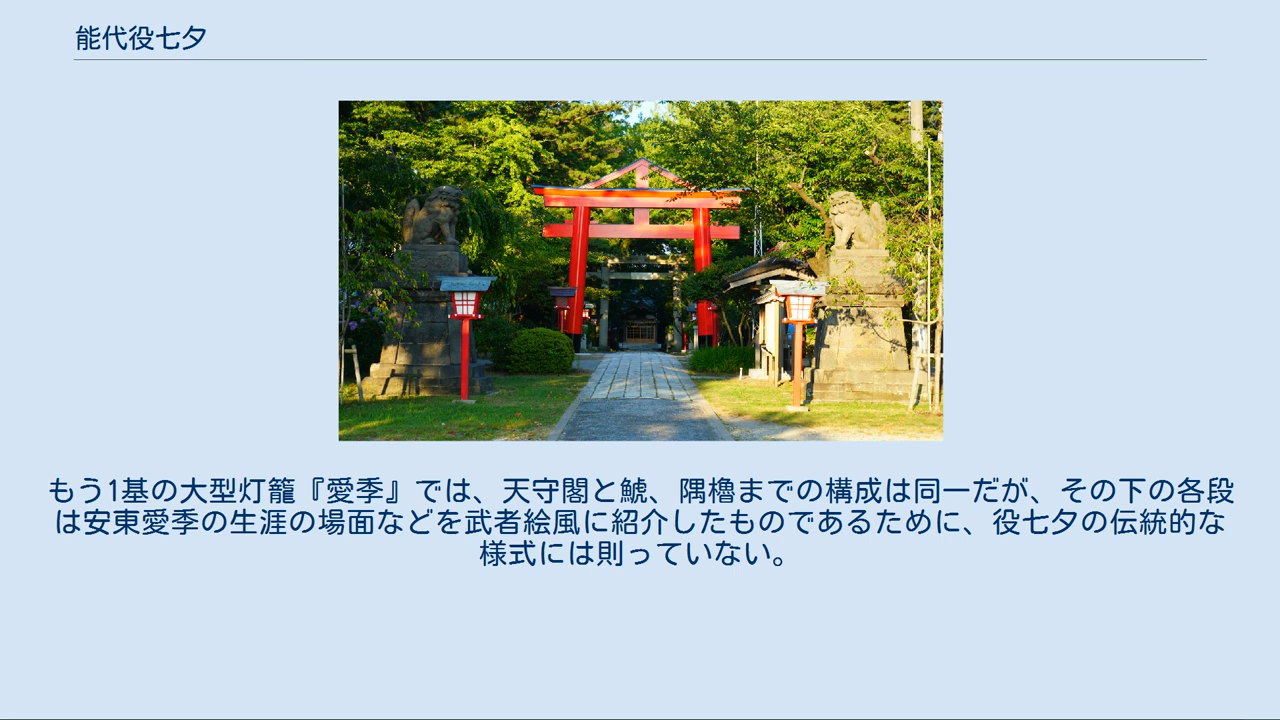 能代役七夕
もう1基の大型灯籠『愛季』では、天守閣と鯱、隅櫓までの構成は同一だが、その下の各段
は安東愛季の生涯の場面などを武者絵風に紹介したものであるために、役七夕の伝統的な
様式には則っていない。